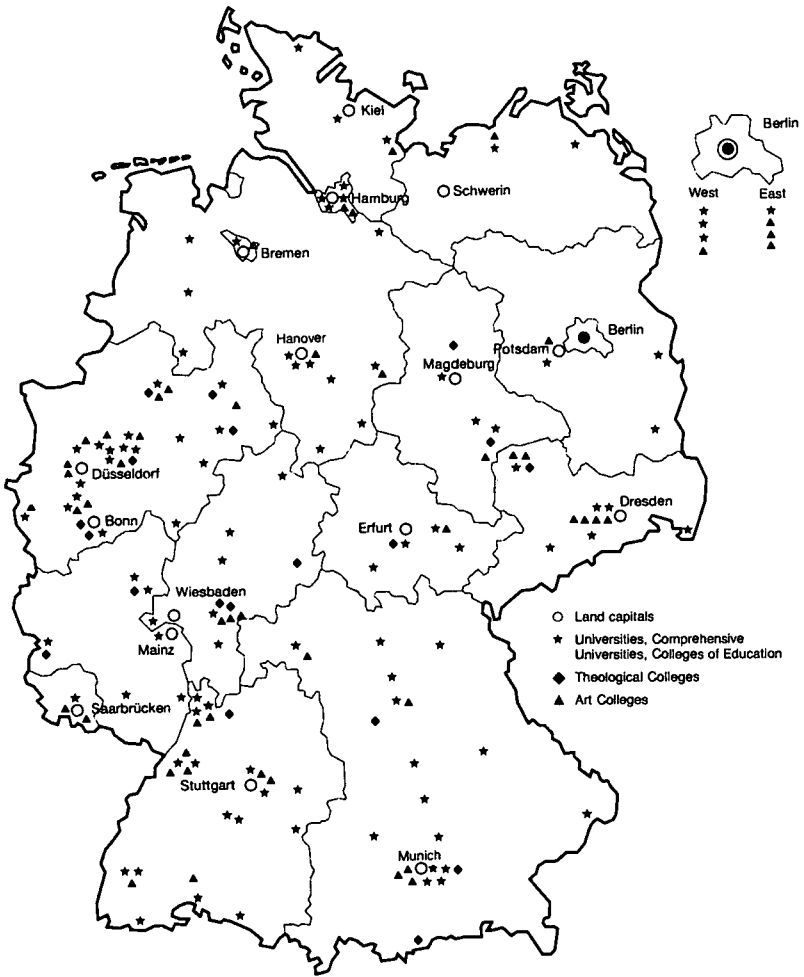 Kiel
Berlin
West
East
Schwerin
Hamburg
Bremen
Hanover
Berlin
Potsdam
Magdeburg
Düsseldorf
Dresden
Bonn
Erfurt
Wiesbaden
Mainz
Land capitals
Universities, Comprehensive
Universities, Colleges of Education
Theological Colleges
Art Colleges
Saarbrücken
Stuttgart
Munich